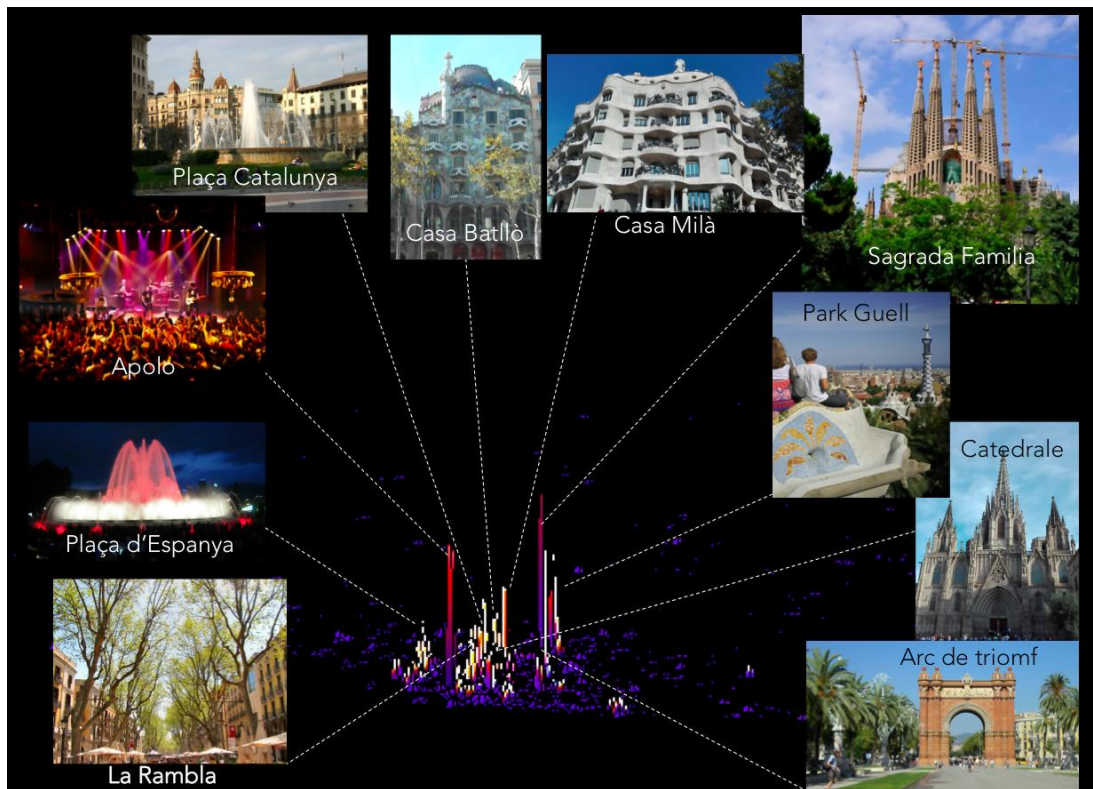 Plaça Catalunya
Casa Batllò
Casa Milà
Sagrada Familia
Apolo
Park Guell
Plaça d'Espanya
Catedrale
La Rambla
Arc de triomf